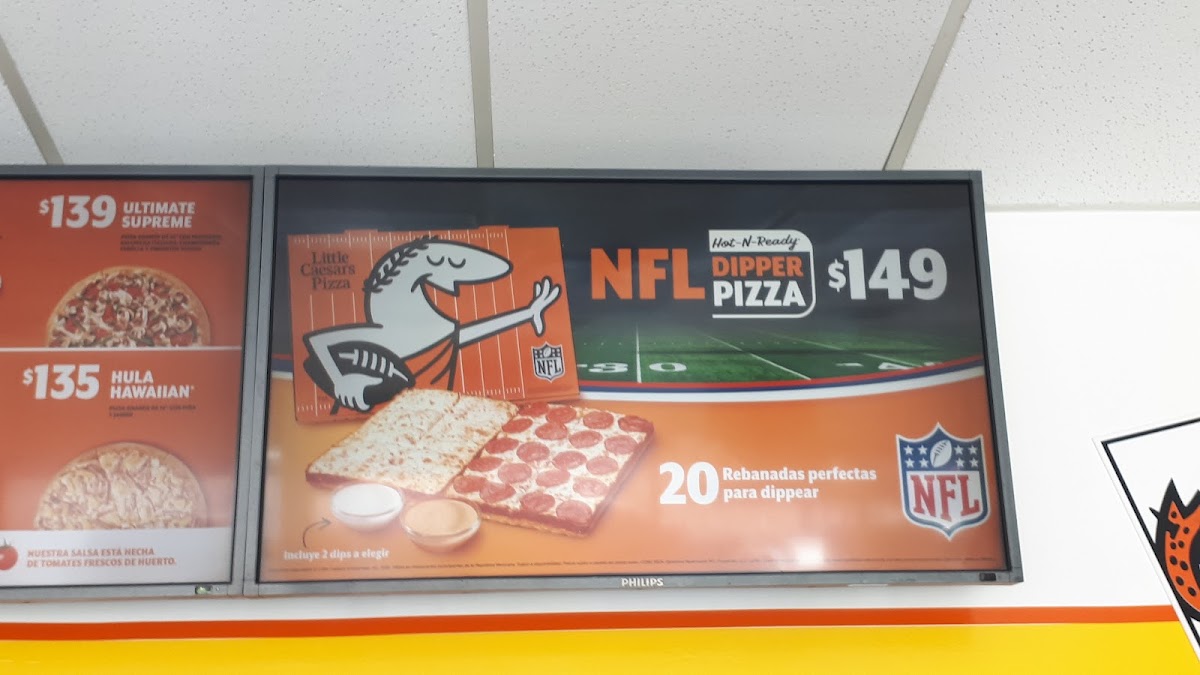 $139 ULTIMATE
SUPREME
$135 HULA
HAWAIIAN*
NUESTRA SALSA ESTÁ HECHA
DE TOMATES FRESCOS DE HUERTO.
Little
Caesars
Pizza
NFL
NFL
Hot-N-Ready
DIPPER
PIZZA
$149
30
20 Rebanadas perfectas
para dippear
NFL
Incluye 2 dips a elegir
PHILIPS